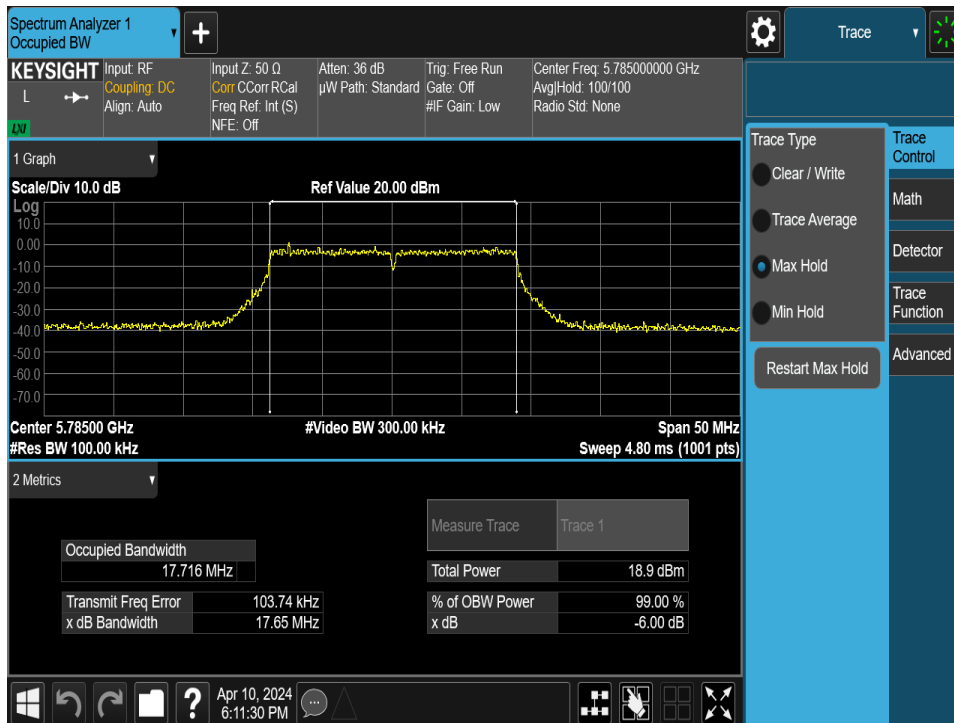 Spectrum Analyzer 1
Occupied BW
+
Trace
KEYSIGHT
L
LXI
Input: RF
Coupling: DC
Align: Auto
Input Z: 50 Ω
Corr CCorr RCal
Freq Ref: Int (S)
NFE: Off
Atten: 36 dB
µW Path: Standard
Trig: Free Run
Gate: Off
#IF Gain: Low
Center Freq: 5.785000000 GHz
Avg|Hold: 100/100
Radio Std: None
1 Graph
Scale/Div 10.0 dB
Ref Value 20.00 dBm
Log
10.0
0.00
-10.0
-20.0
-30.0
-40.0
-50.0
-60.0
-70.0
Center 5.78500 GHz
#Video BW 300.00 kHz
Span 50 MHz
#Res BW 100.00 kHz
Sweep 4.80 ms (1001 pts)
2 Metrics
Measure Trace
Trace 1
Occupied Bandwidth
17.716 MHz
Total Power
18.9 dBm
Transmit Freq Error
103.74 kHz
% of OBW Power
99.00 %
x dB Bandwidth
17.65 MHz
x dB
-6.00 dB
Trace Type
Clear / Write
Trace Average
Max Hold
Min Hold
Restart Max Hold
Trace
Control
Math
Detector
Trace
Function
Advanced
?
Apr 10, 2024
6:11:30 PM